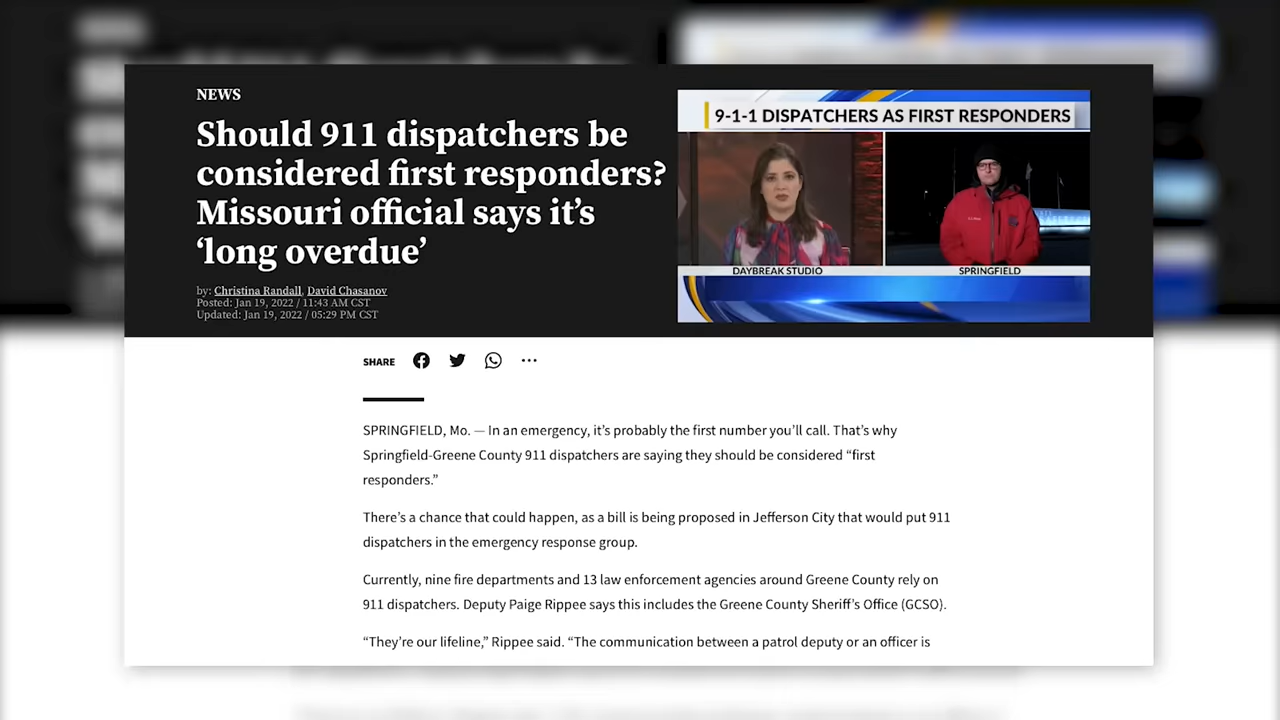 NEWS
Should 911 dispatchers be
considered first responders?
Missouri official says it’s
‘long overdue’
by: Christina Randall, David Chasanov
Posted: Jan 19, 2022 / 11:43 AM CST
Updated: Jan 19, 2022 / 05:29 PM CST
9-1-1 DISPATCHERS AS FIRST RESPONDERS
DAYBREAK STUDIO
SPRINGFIELD
SHARE
SPRINGFIELD, Mo. — In an emergency, it’s probably the first number you’ll call. That’s why
Springfield-Greene County 911 dispatchers are saying they should be considered “first
responders.”
There’s a chance that could happen, as a bill is being proposed in Jefferson City that would put 911
dispatchers in the emergency response group.
Currently, nine fire departments and 13 law enforcement agencies around Greene County rely on
911 dispatchers. Deputy Paige Rippee says this includes the Greene County Sheriff’s Office (GCSO).
“They’re our lifeline,” Rippee said. “The communication between a patrol deputy or an officer is